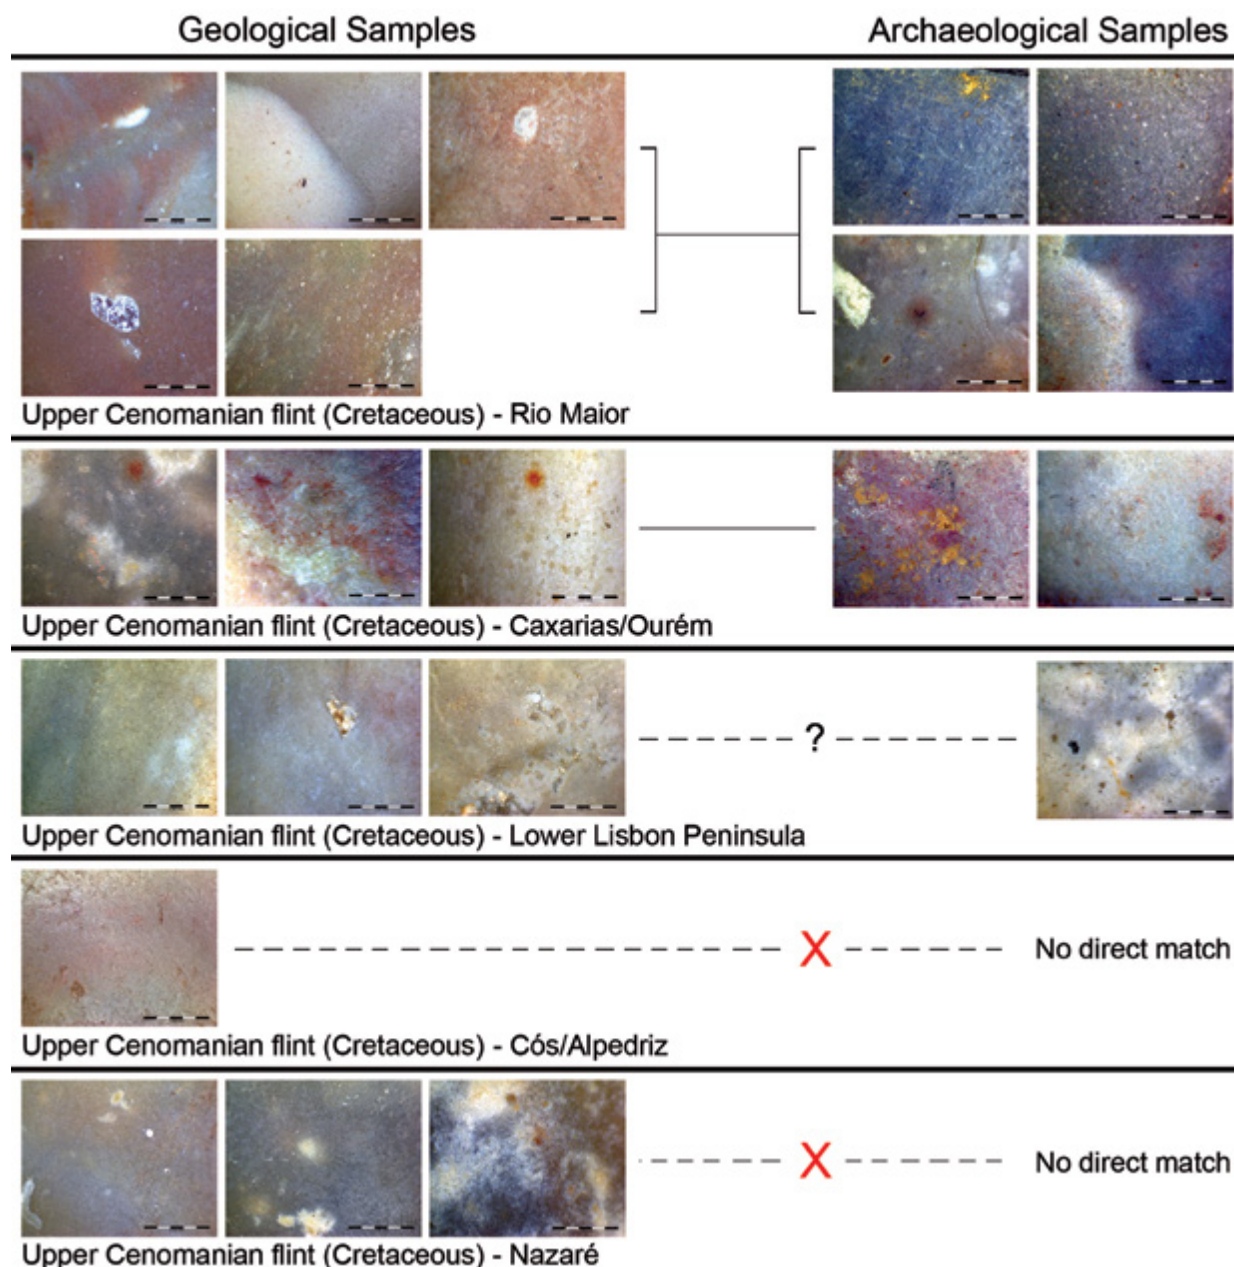 Geological Samples
Archaeological Samples
Upper Cenomanian flint (Cretaceous) - Rio Maior
Upper Cenomanian flint (Cretaceous) - Caxarias/Ourém
?
Upper Cenomanian flint (Cretaceous) - Lower Lisbon Peninsula
X
No direct match
Upper Cenomanian flint (Cretaceous) - Cós/Alpedriz
X
No direct match
Upper Cenomanian flint (Cretaceous) - Nazaré